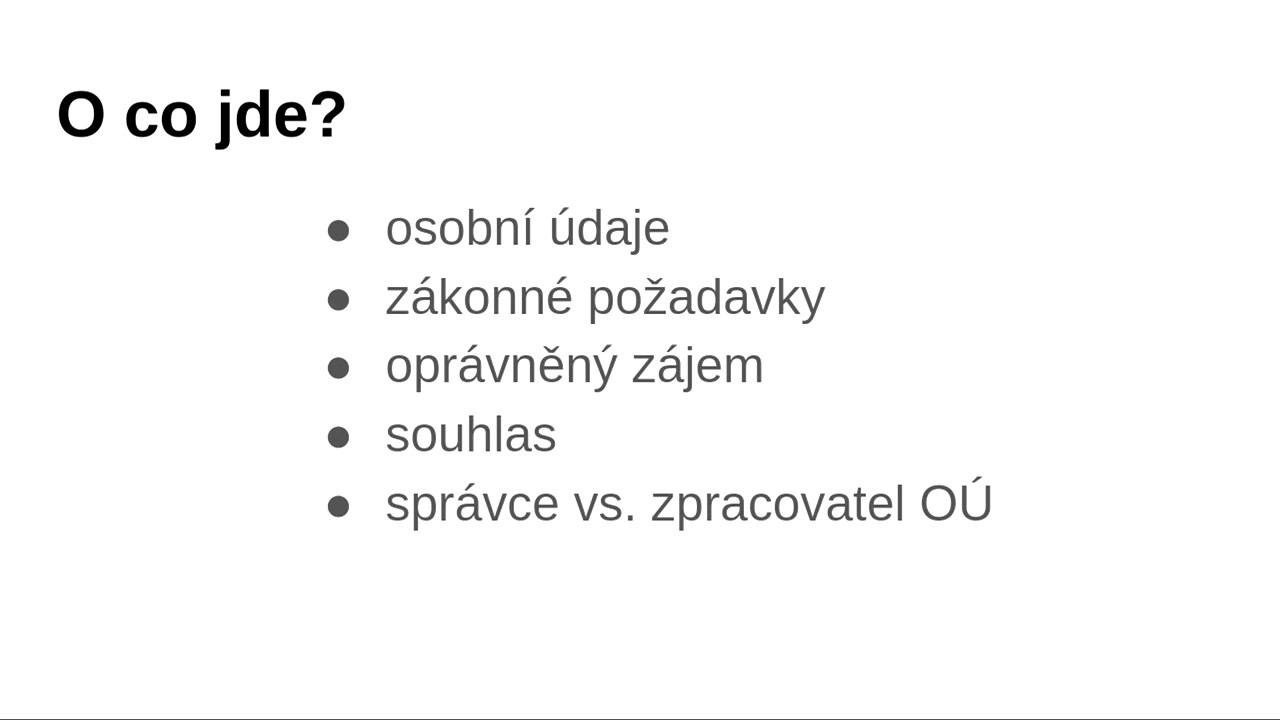 O co jde?
● osobní údaje
● zákonné požadavky
● oprávněný zájem
● souhlas
● správce vs. zpracovatel OÚ